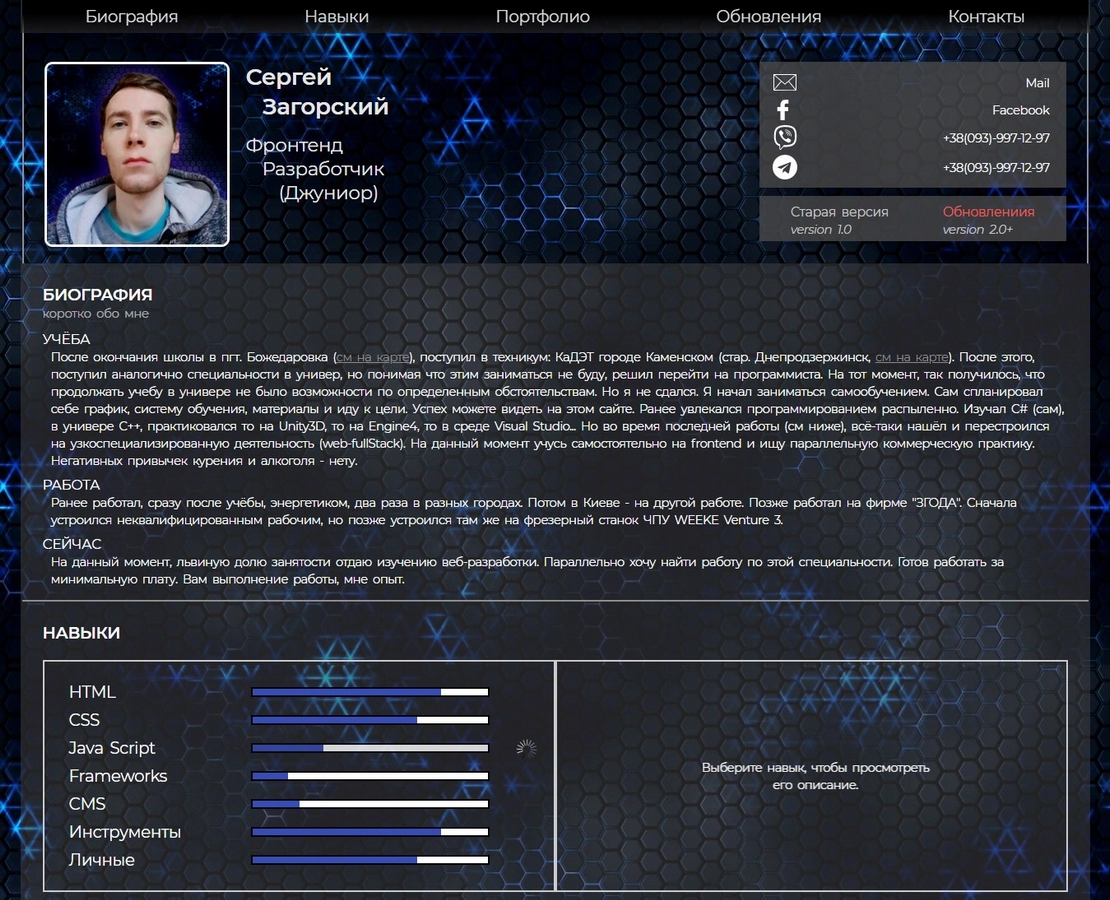 Биография Навыки Портфолио Обновления Контакты
Сергей
Загорский
Фронтенд
Разработчик
(Джуниор)
Mail
Facebook
+38(093)-997-12-97
+38(093)-997-12-97
Старая версия
version 1.0
Обновлениия
version 2.0+
БИОГРАФИЯ
коротко обо мне
УЧЁБА
После окончания школы в пгт. Божедаровка (см на карте), поступил в техникум: КаДЭТ городе Каменском (стар. Днепродзержинск, см на карте). После этого,
поступил аналогично специальности в универ, но понимая что этим заниматься не буду, решил перейти на программиста. На тот момент, так получилось, что
продолжать учебу в универе не было возможности по определенным обстоятельствам. Но я не сдался. Я начал заниматься самообучением. Сам спланировал
себе график, систему обучения, материалы и иду к цели. Успех можете видеть на этом сайте. Ранее увлекался программированием распыленно. Изучал C# (сам),
в универе C++, практиковался то на Unity3D, то на Engine4, то в среде Visual Studio... Но во время последней работы (см ниже), всё-таки нашёл и перестроился
на узкоспециализированную деятельность (web-fullStack). На данный момент учусь самостоятельно на frontend и ищу параллельную коммерческую практику.
Негативных привычек курения и алкоголя - нету.
РАБОТА
Ранее работал, сразу после учёбы, энергетиком, два раза в разных городах. Потом в Киеве - на другой работе. Позже работал на фирме "ЗГОДА". Сначала
устроился неквалифицированным рабочим, но позже устроился там же на фрезерный станок ЧПУ WEEKE Venture 3.
СЕЙЧАС
На данный момент, львиную долю занятости отдаю изучению веб-разработки. Параллельно хочу найти работу по этой специальности. Готов работать за
минимальную плату. Вам выполнение работы, мне опыт.
НАВЫКИ
HTML
CSS
Java Script
Frameworks
CMS
Инструменты
Личные
Выберите навык, чтобы просмотреть
его описание.